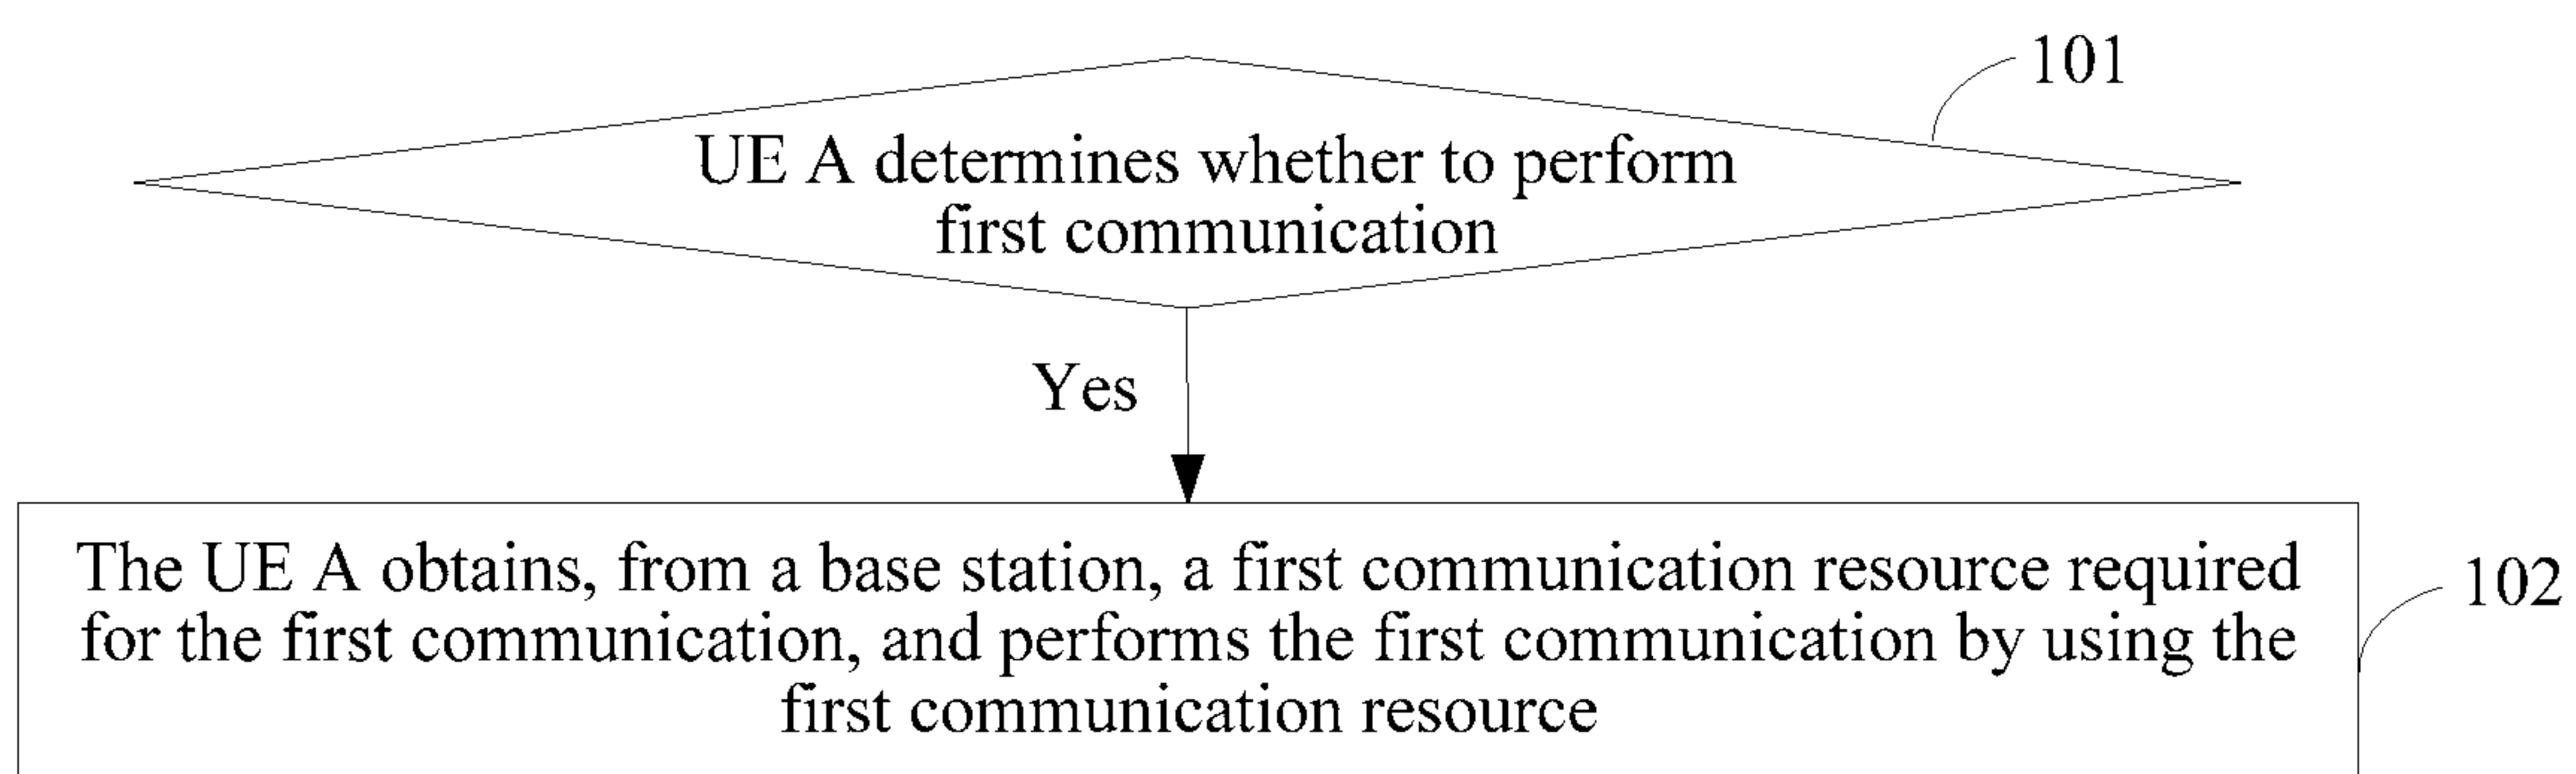 101
UE A determines whether to perform
first communication
Yes
The UE A obtains, from a base station, a first communication resource required
for the first communication, and performs the first communication by using the
first communication resource
102